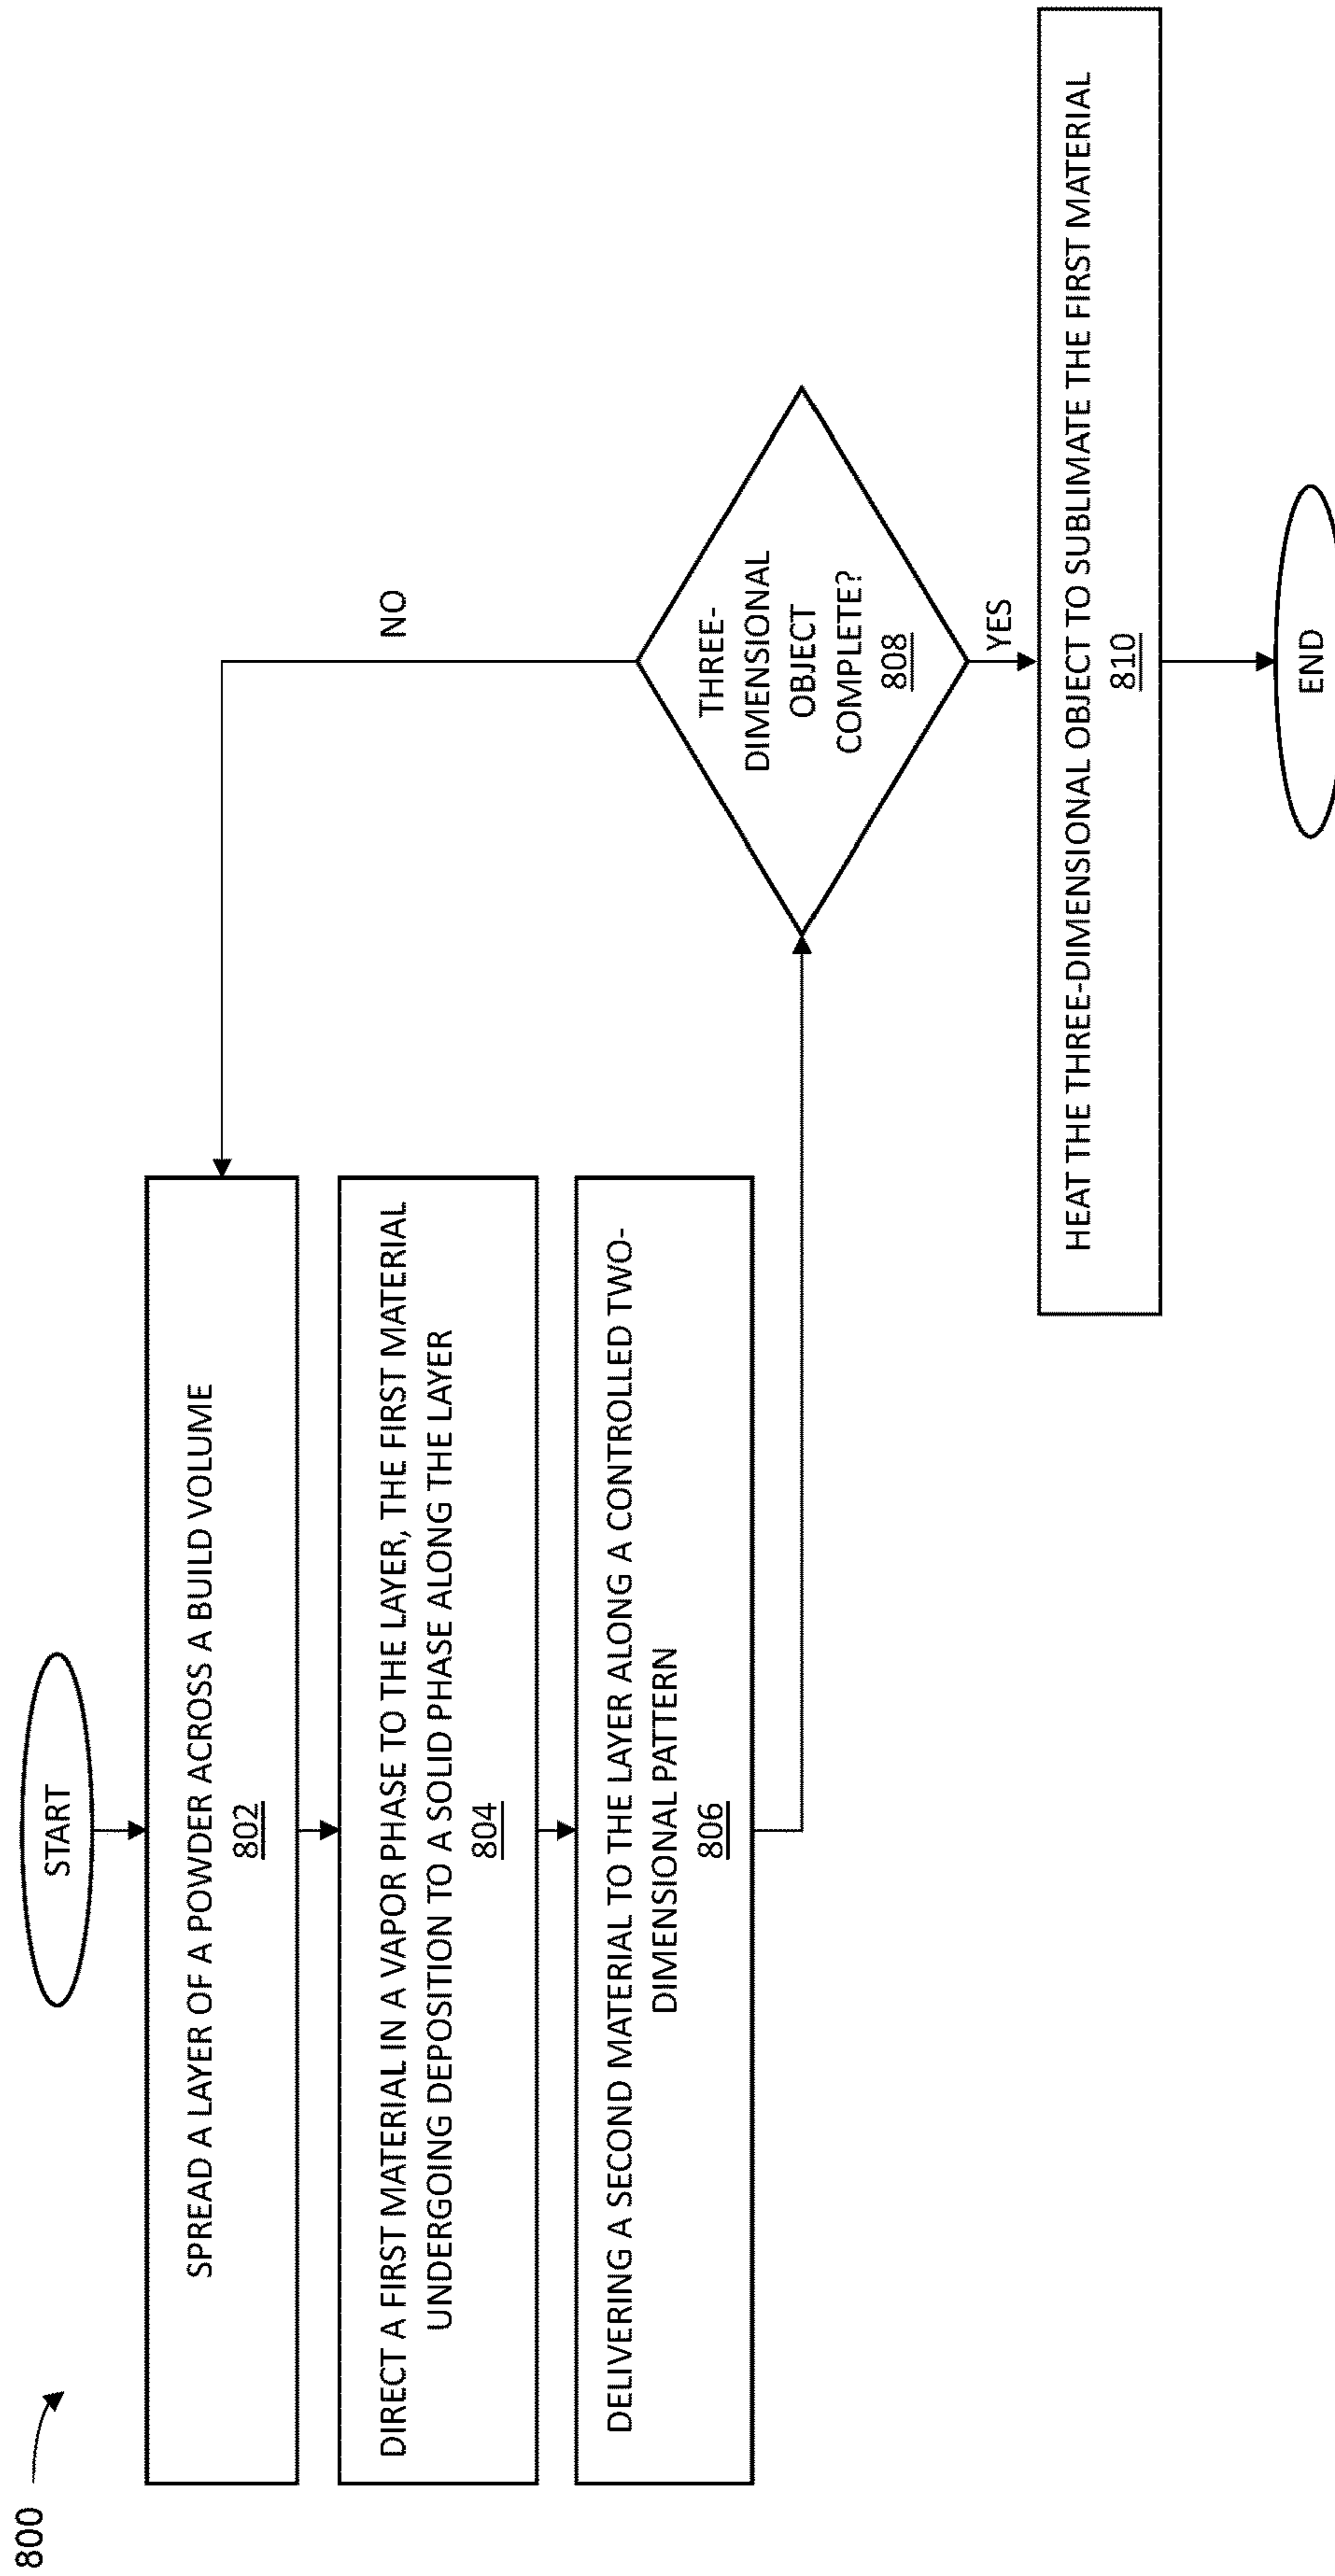 800
START
SPREAD A LAYER OF A POWDER ACROSS A BUILD VOLUME
802
DIRECT A FIRST MATERIAL IN A VAPOR PHASE TO THE LAYER, THE FIRST MATERIAL
UNDERGOING DEPOSITION TO A SOLID PHASE ALONG THE LAYER
804
DELIVERING A SECOND MATERIAL TO THE LAYER ALONG A CONTROLLED TWO-
DIMENSIONAL PATTERN
806
NO
THREE-
DIMENSIONAL
OBJECT
COMPLETE?
808
YES
HEAT THE THREE-DIMENSIONAL OBJECT TO SUBLIMATE THE FIRST MATERIAL
810
END